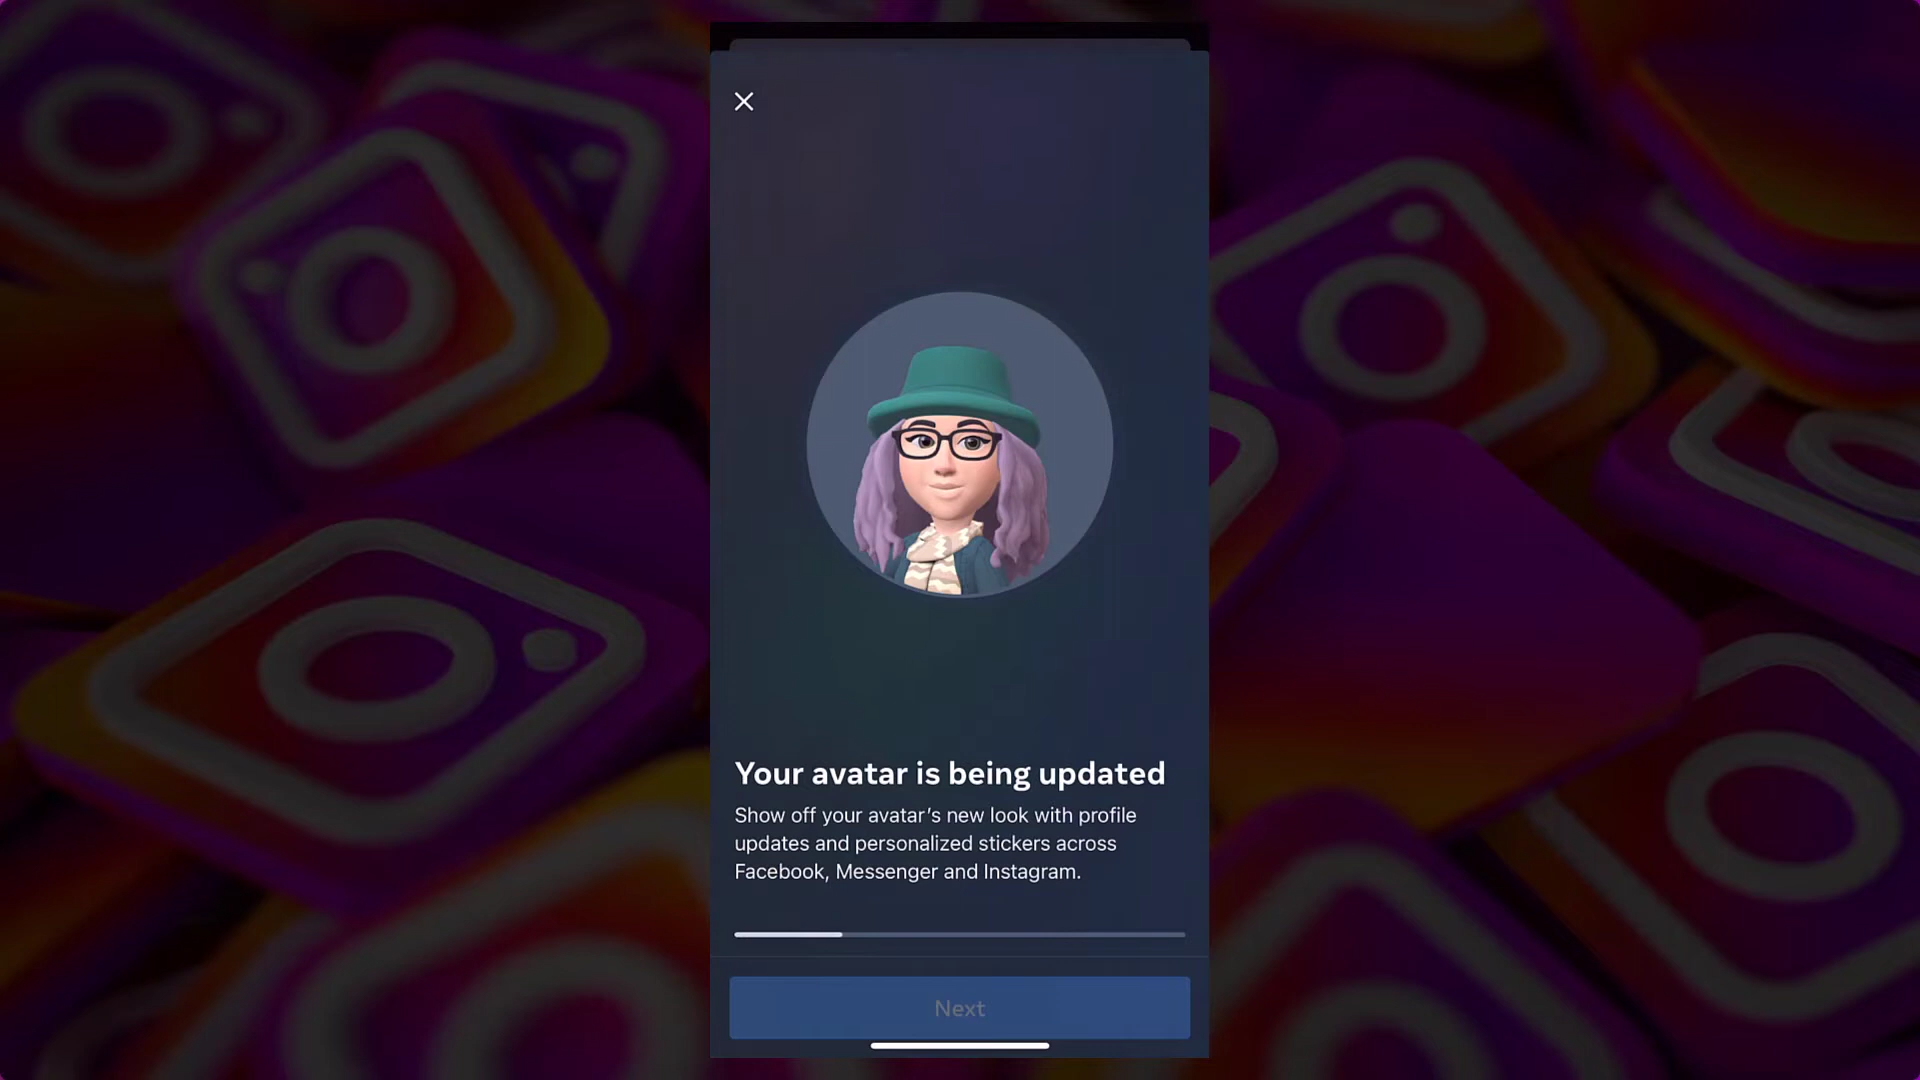 Your avatar is being updated
Show off your avatar’s new look with profile
updates and personalized stickers across
Facebook, Messenger and Instagram.
Next